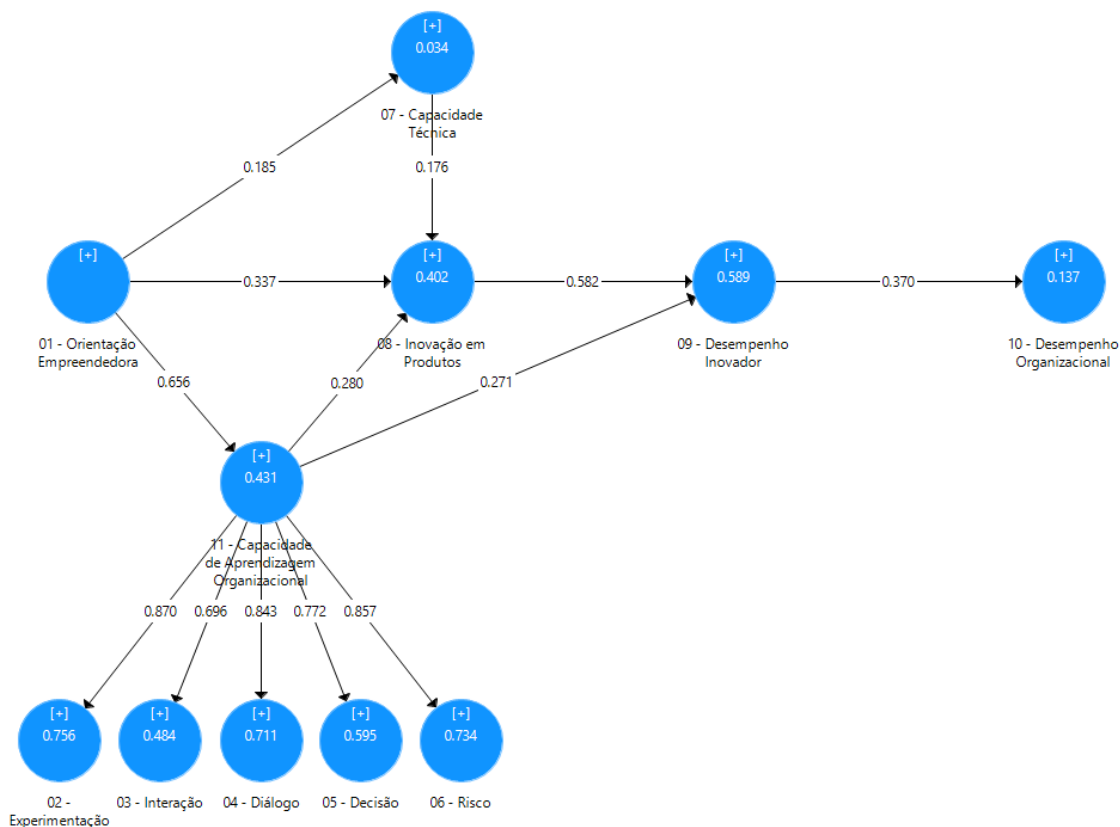 [+]
0.034
07 - Capacidade
Técnica
0.185
0.176
[+]
01 - Orientação
Empreendedora
0.337
[+]
0.402
08 - Inovação em
Produtos
0.582
[+]
0.589
09 - Desempenho
Inovador
0.370
[+]
0.137
10 - Desempenho
Organizacional
0.656
0.280
0.271
[+]
0.431
11 - Capacidade
de Aprendizagem
Organizacional
0.870
0.696
0.843
0.772
0.857
[+]
0.756
02 -
Experimentação
[+]
0.484
03 - Interação
[+]
0.711
04 - Diálogo
[+]
0.595
05 - Decisão
[+]
0.734
06 - Risco